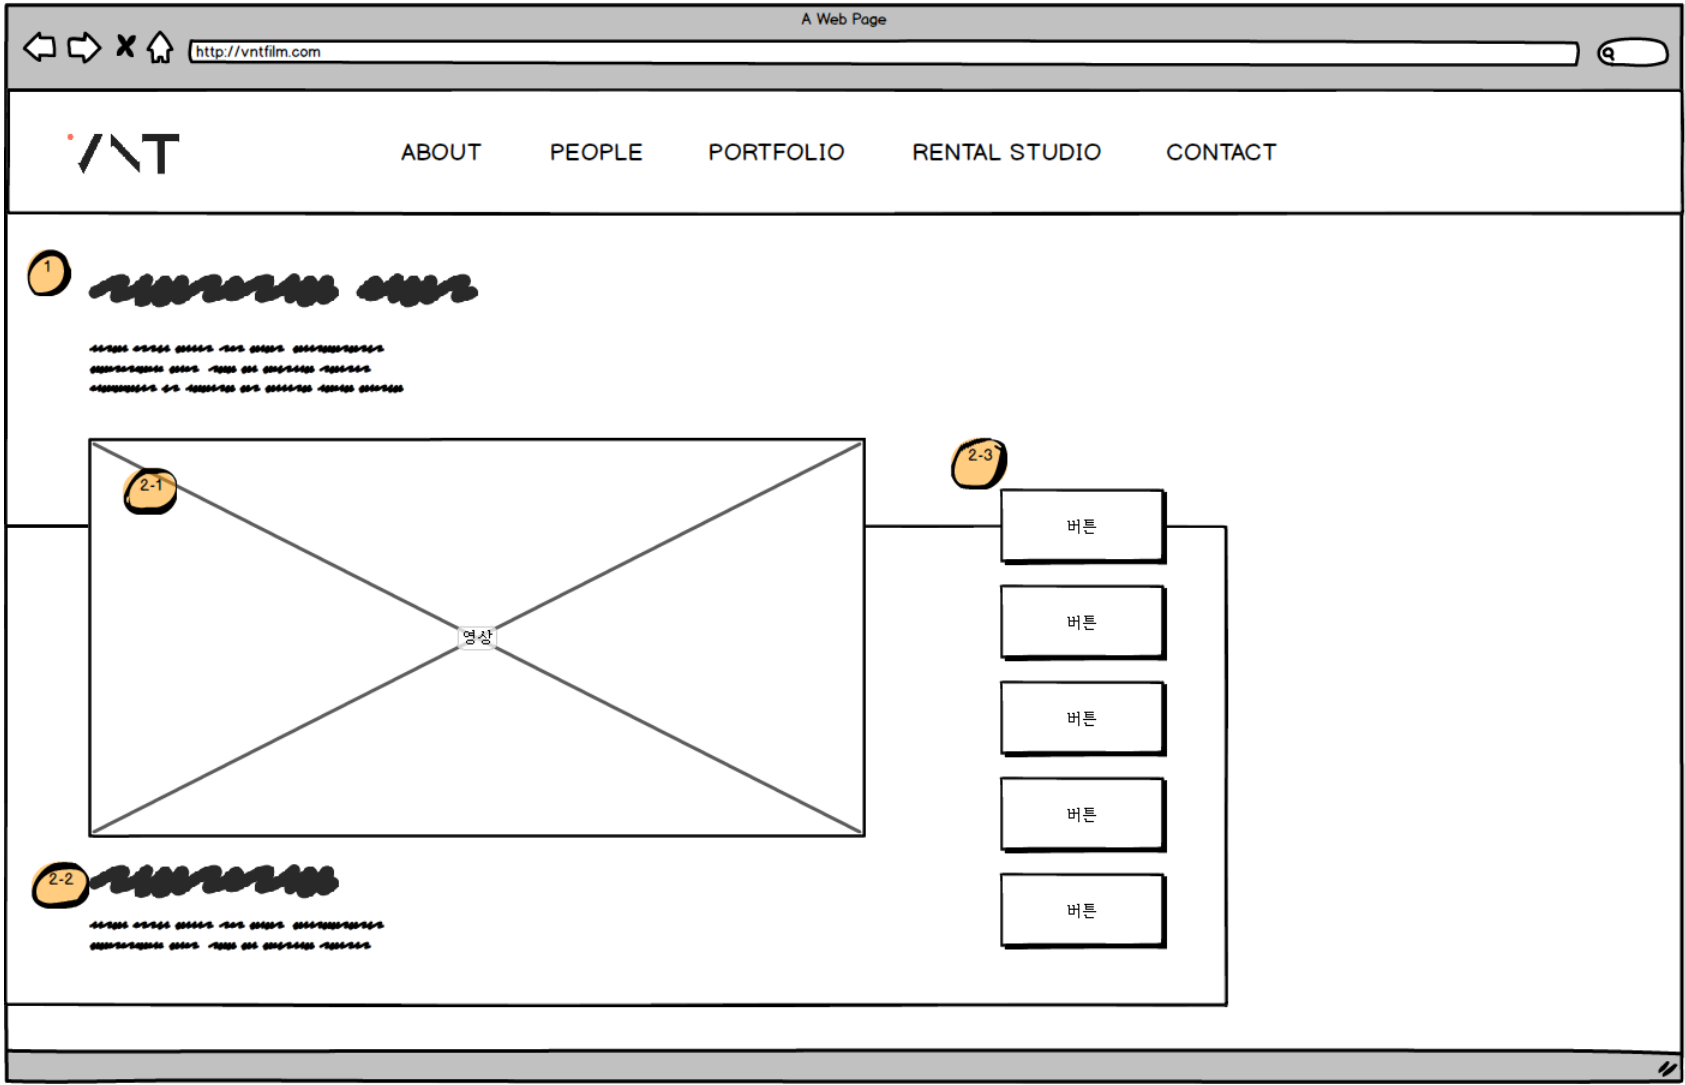 A Web Page
http://vntfilm.com
VNT
ABOUT PEOPLE PORTFOLIO RENTAL STUDIO CONTACT
1
2-1
영상
2-2
2-3
버튼
버튼
버튼
버튼
버튼